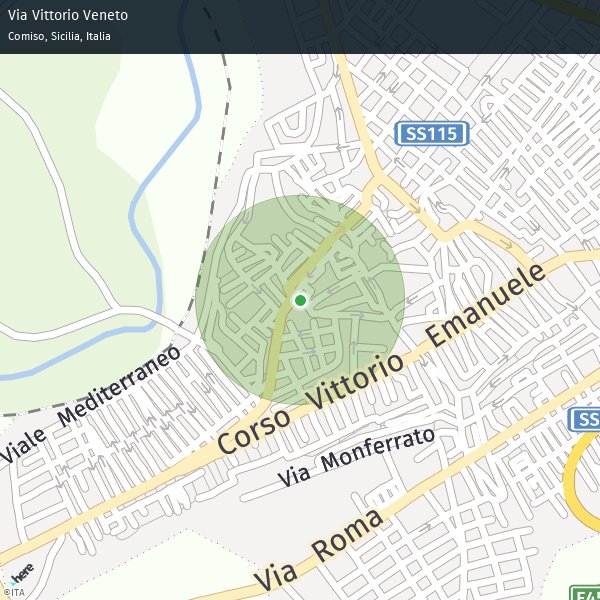 Via Vittorio Veneto
Comiso, Sicilia, Italia
SS115
Corso Vittorio Emanuele
Viale Mediterraneo
SS
Via Monferrato
Via Roma
here
©ITA
E45